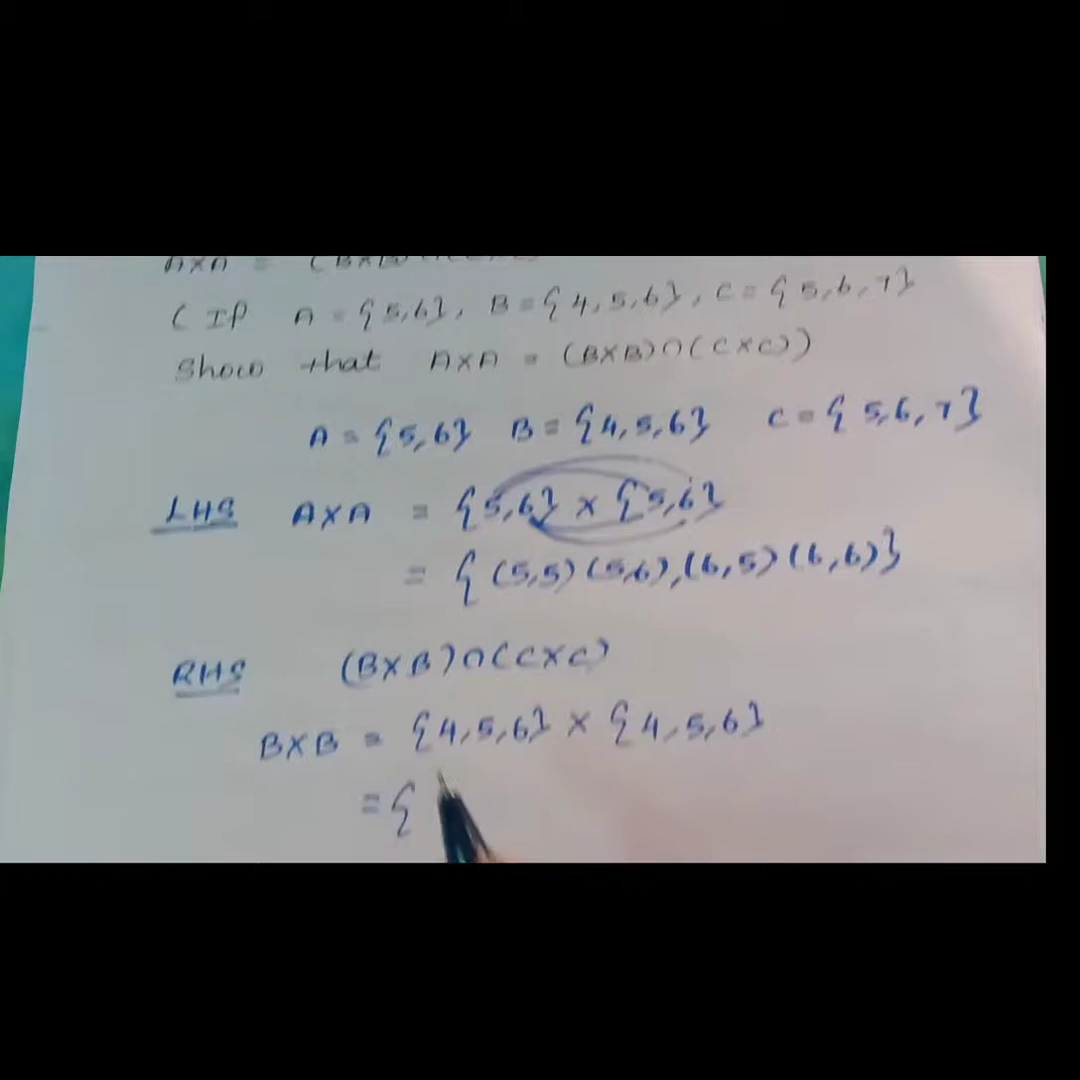 A×A = (B×B)∩(C×C)
( If A = {5,6}, B = {4,5,6}, C = {5,6,7}
Show that A×A = (B×B)∩(C×C))
A = {5,6} B = {4,5,6} C = {5,6,7}
LHS A×A = {5,6} × {5,6}
= {(5,5)(5,6),(6,5)(6,6)}
RHS (B×B)∩(C×C)
B×B = {4,5,6} × {4,5,6}
= {